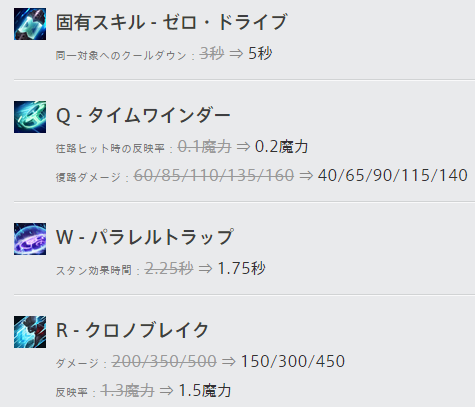 固有スキル - ゼロ・ドライブ
同一対象へのクールダウン : 3秒 ⇒ 5秒
Q - タイムワインダー
往路ヒット時の反映率 : 0.1魔力 ⇒ 0.2魔力
復路ダメージ : 60/85/110/135/160 ⇒ 40/65/90/115/140
W - パラレルトラップ
スタン効果時間 : 2.25秒 ⇒ 1.75秒
R - クロノブレイク
ダメージ : 200/350/500 ⇒ 150/300/450
反映率 : 1.3魔力 ⇒ 1.5魔力